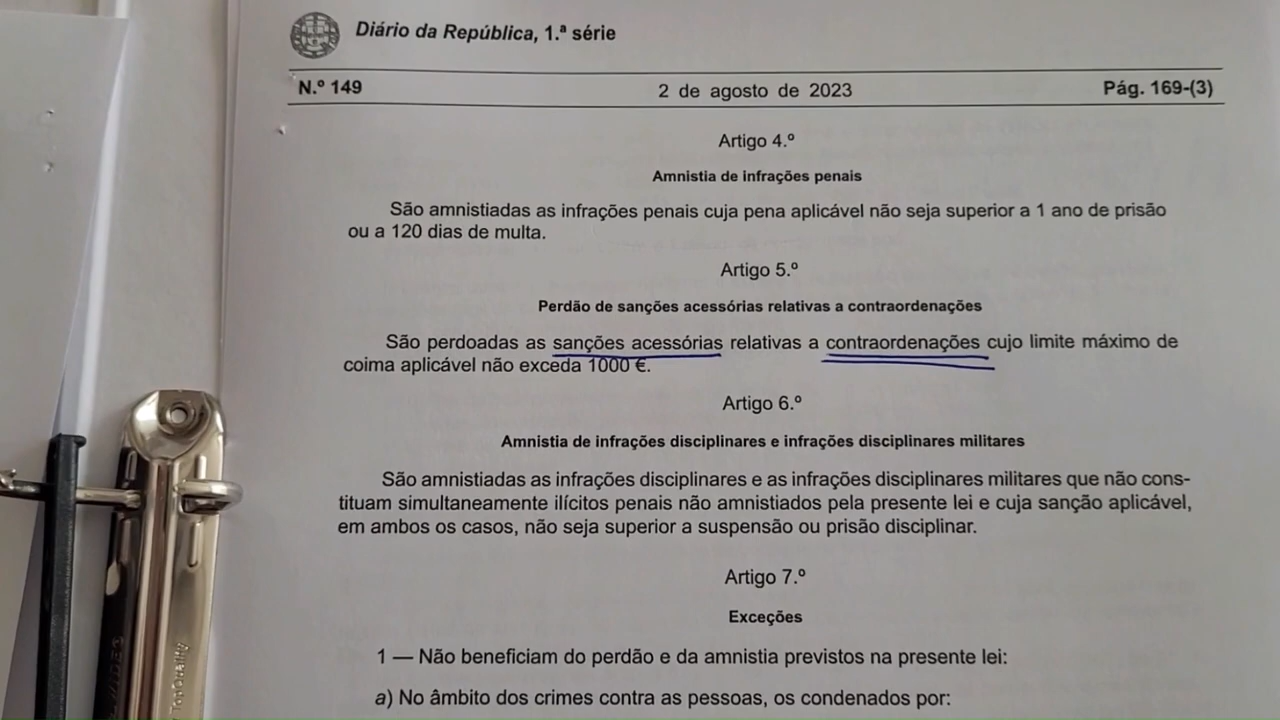 Diário da República, 1.ª série
N.º 149 2 de agosto de 2023 Pág. 169-(3)
Artigo 4.º
Amnistia de infrações penais
São amnistiadas as infrações penais cuja pena aplicável não seja superior a 1 ano de prisão
ou a 120 dias de multa.
Artigo 5.º
Perdão de sanções acessórias relativas a contraordenações
São perdoadas as sanções acessórias relativas a contraordenações cujo limite máximo de
coima aplicável não exceda 1000 €.
Artigo 6.º
Amnistia de infrações disciplinares e infrações disciplinares militares
São amnistiadas as infrações disciplinares e as infrações disciplinares militares que não cons-
tituam simultaneamente ilícitos penais não amnistiados pela presente lei e cuja sanção aplicável,
em ambos os casos, não seja superior a suspensão ou prisão disciplinar.
Artigo 7.º
Exceções
1 — Não beneficiam do perdão e da amnistia previstos na presente lei:
a) No âmbito dos crimes contra as pessoas, os condenados por:
Top Quality